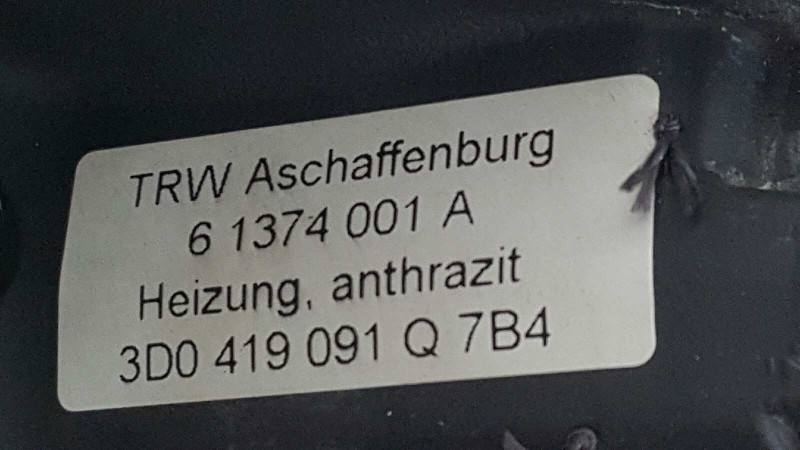 TRW Aschaffenburg
6 1374 001 A
Heizung, anthrazit
3D0 419 091 Q 7B4